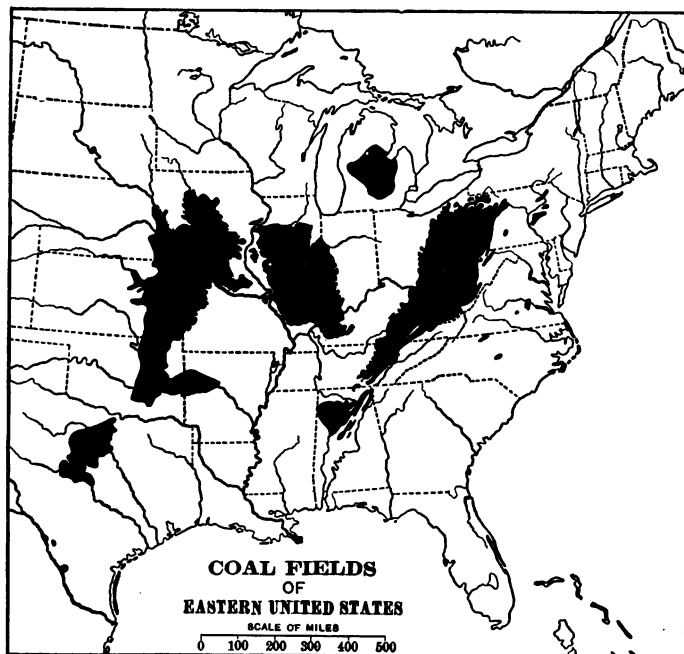 COAL FIELDS
OF
EASTERN UNITED STATES
SCALE OF MILES
0 100 200 300 400 500